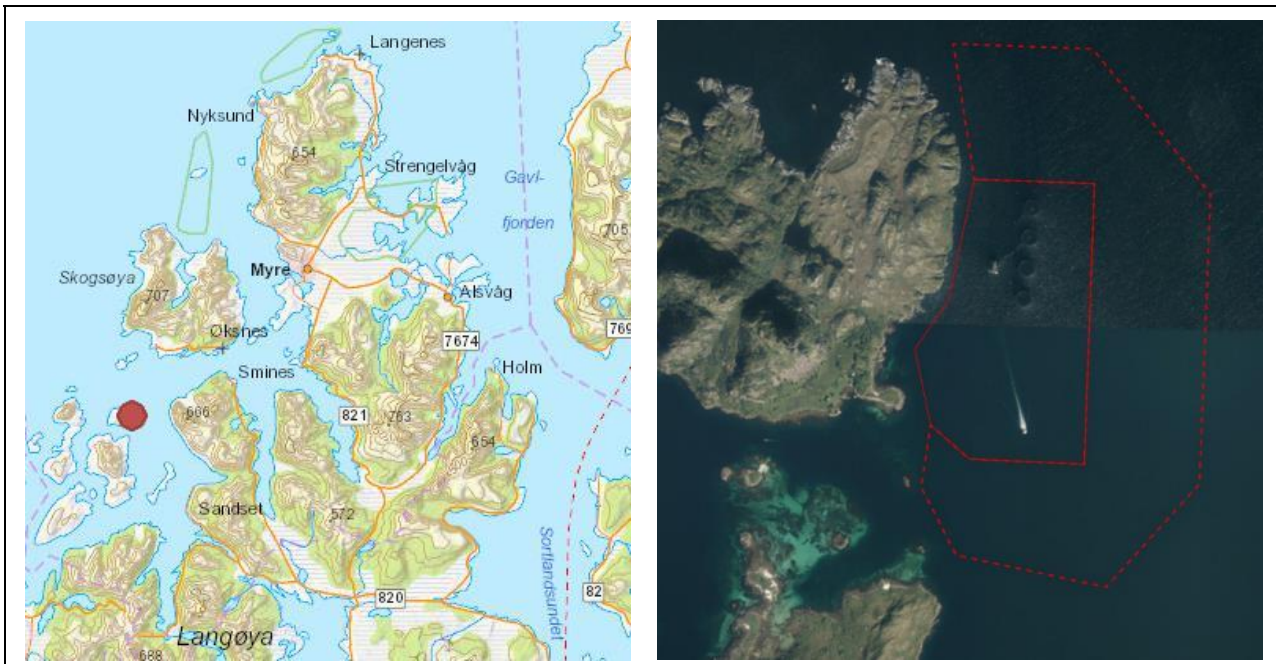 Langenes
Nyksund
654
Strengelvåg
Gavl-
fjorden
705
Skogsøya
Myre
707
Alsvåg
Øksnes
7674
769
Smines
Holm
666
821
763
654
Sandset
572
Sortlandsundet
820
82
Langøya
688